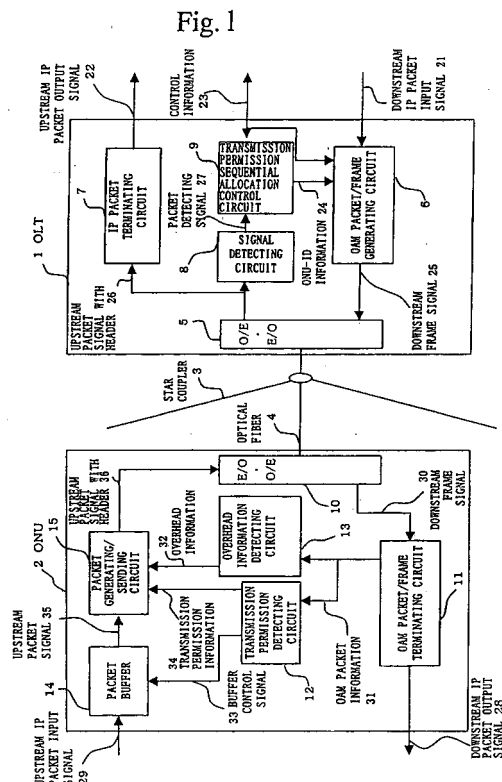 Fig. 1
1 OLT
UPSTREAM
PACKET
SIGNAL WITH
HEADER 26
7
IP PACKET
TERMINATING
CIRCUIT
UPSTREAM IP
PACKET OUTPUT
SIGNAL 22
PACKET
DETECTING
SIGNAL 27
9
TRANSMISSION
PERMISSION
SEQUENTIAL
ALLOCATION
CONTROL
CIRCUIT
CONTROL
INFORMATION
23
8
SIGNAL
DETECTING
CIRCUIT
ONU-ID
INFORMATION 24
5
O/E
E/O
OAM PACKET/FRAME
GENERATING CIRCUIT
6
DOWNSTREAM
IP PACKET
INPUT
SIGNAL 21
DOWNSTREAM
FRAME SIGNAL 25
STAR
COUPLER
3
OPTICAL
FIBER
4
2 ONU
14
PACKET
BUFFER
UPSTREAM IP
PACKET INPUT
SIGNAL
29
UPSTREAM
PACKET
SIGNAL 35
15
PACKET
GENERATING/
SENDING
CIRCUIT
UPSTREAM
PACKET
SIGNAL WITH
HEADER 36
32
OVERHEAD
INFORMATION
OVERHEAD
INFORMATION
DETECTING
CIRCUIT
13
E/O
O/E
10
34
TRANSMISSION
PERMISSION
INFORMATION
33
BUFFER
CONTROL
SIGNAL
TRANSMISSION
PERMISSION
DETECTING
CIRCUIT
12
OAM PACKET
INFORMATION
31
30
DOWNSTREAM
FRAME
SIGNAL
OAM PACKET/FRAME
TERMINATING CIRCUIT
11
DOWNSTREAM IP
PACKET OUTPUT
SIGNAL 28